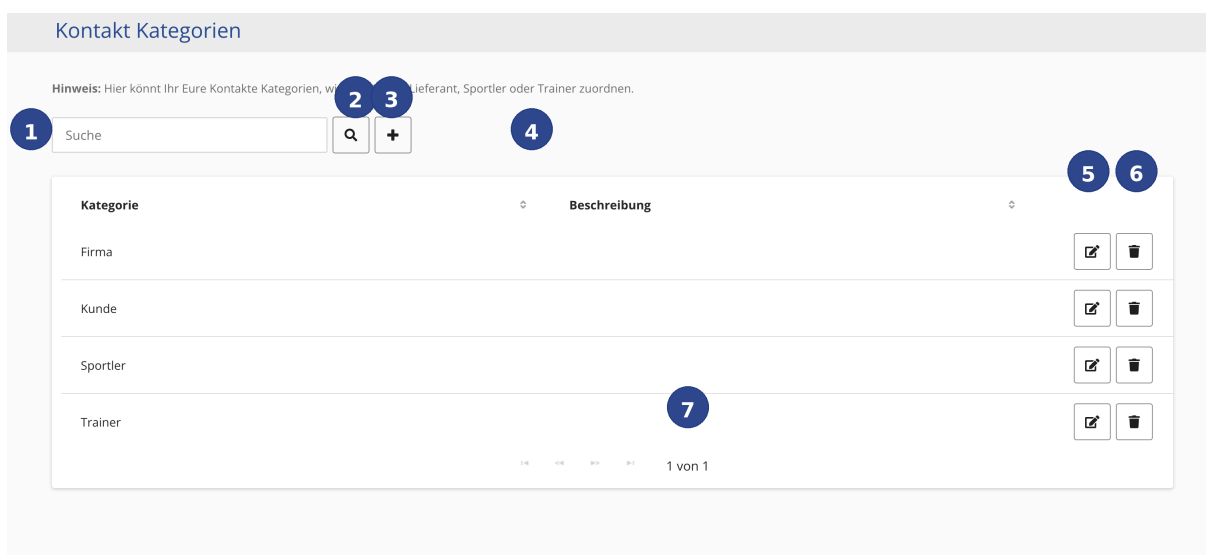 Kontakt Kategorien
Hinweis: Hier könnt Ihr Eure Kontakte Kategorien, Lieferant, Sportler oder Trainer zuordnen.
2 3
1 Suche 4
5 6
Kategorie Beschreibung
Firma
Kunde
Sportler
7
Trainer
1 von 1